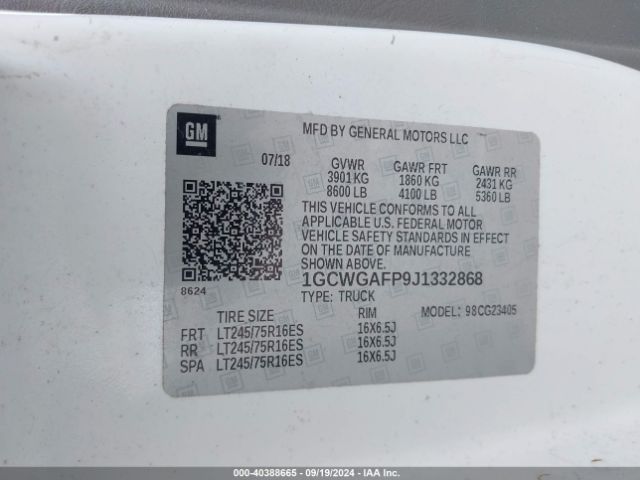 GM
MFD BY GENERAL MOTORS LLC
07/18 GVWR GAWR FRT GAWR RR
3901 KG 1860 KG 2431 KG
8600 LB 4100 LB 5360 LB
THIS VEHICLE CONFORMS TO ALL
APPLICABLE U.S. FEDERAL MOTOR
VEHICLE SAFETY STANDARDS IN EFFECT
ON THE DATE OF MANUFACTURE
SHOWN ABOVE.
8624 1GCWGAFP9J1332868
TYPE: TRUCK MODEL: 98CG23405
TIRE SIZE RIM
FRT LT245/75R16ES 16X6.5J
RR LT245/75R16ES 16X6.5J
SPA LT245/75R16ES 16X6.5J
000-40388665 - 09/19/2024 - IAA Inc.